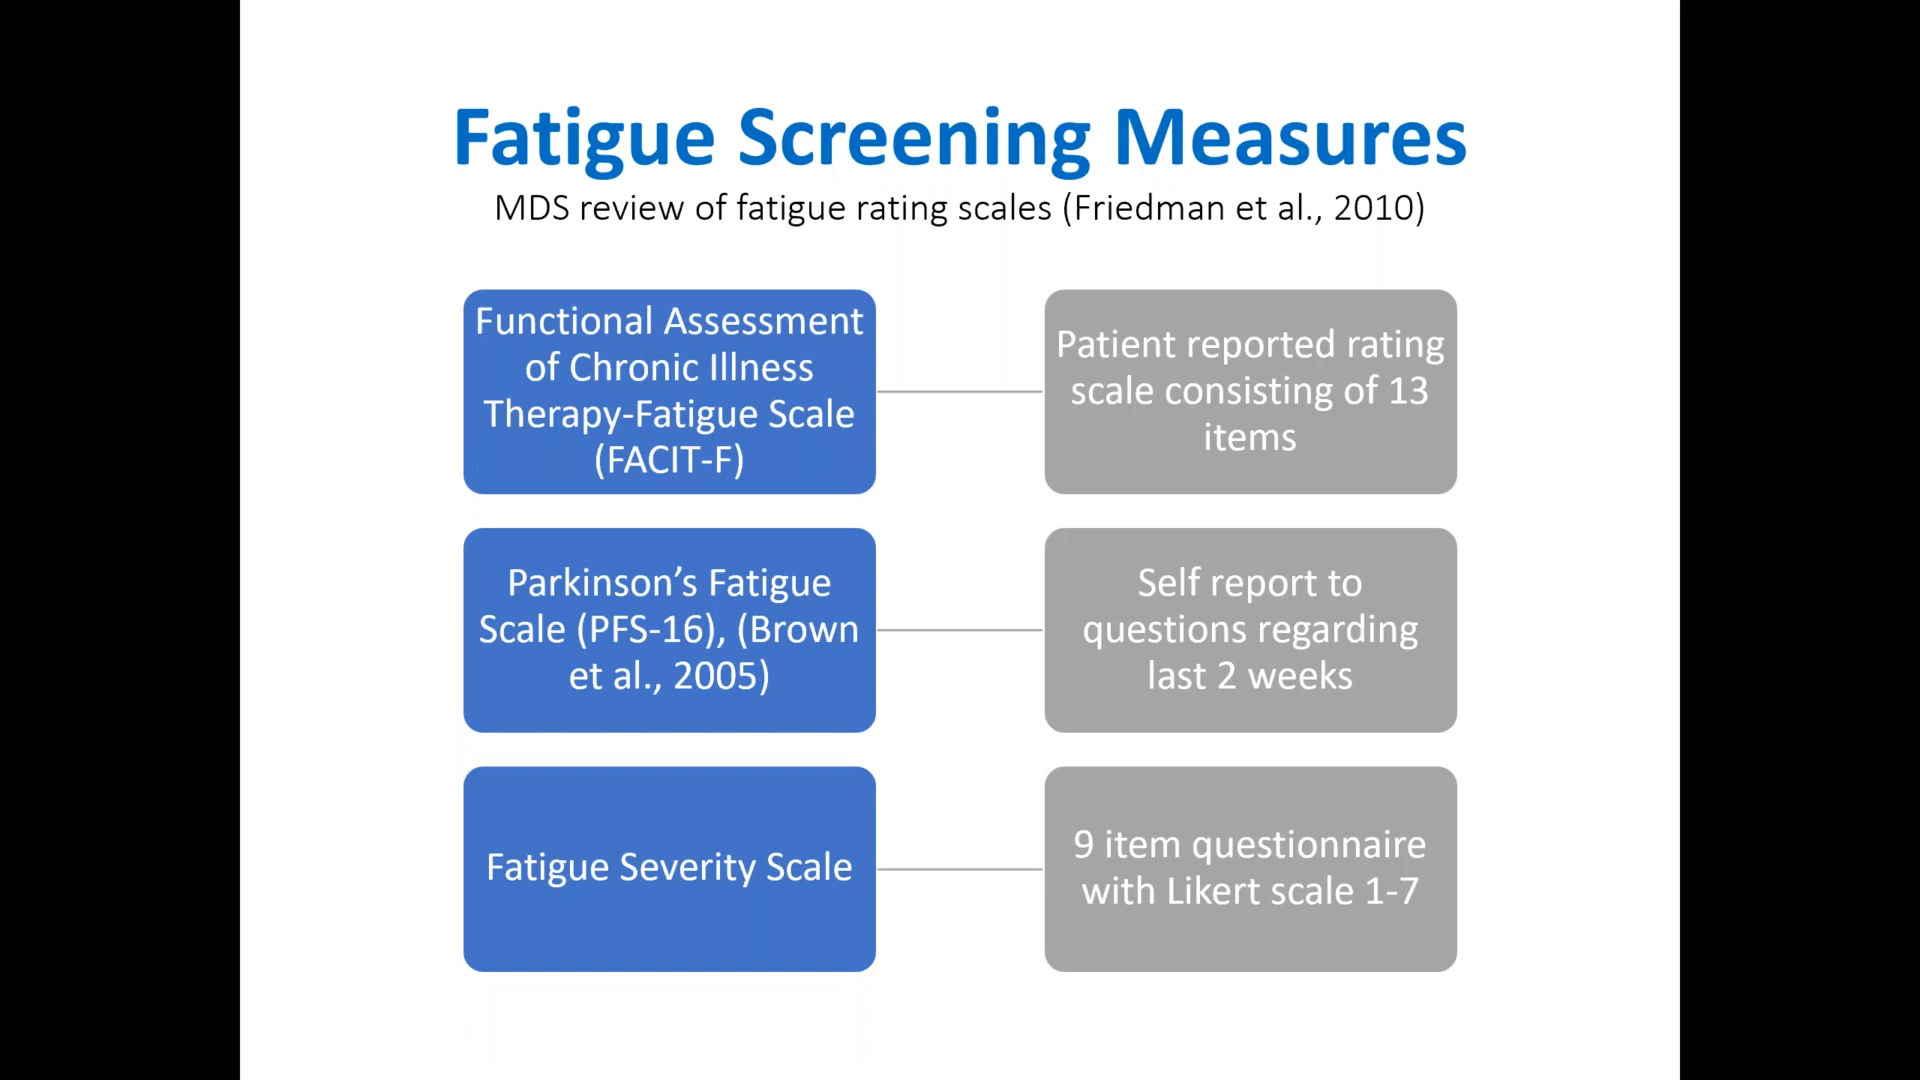 Fatigue Screening Measures
MDS review of fatigue rating scales (Friedman et al., 2010)
Functional Assessment
of Chronic Illness
Therapy-Fatigue Scale
(FACIT-F)
Patient reported rating
scale consisting of 13
items
Parkinson’s Fatigue
Scale (PFS-16), (Brown
et al., 2005)
Self report to
questions regarding
last 2 weeks
Fatigue Severity Scale
9 item questionnaire
with Likert scale 1-7